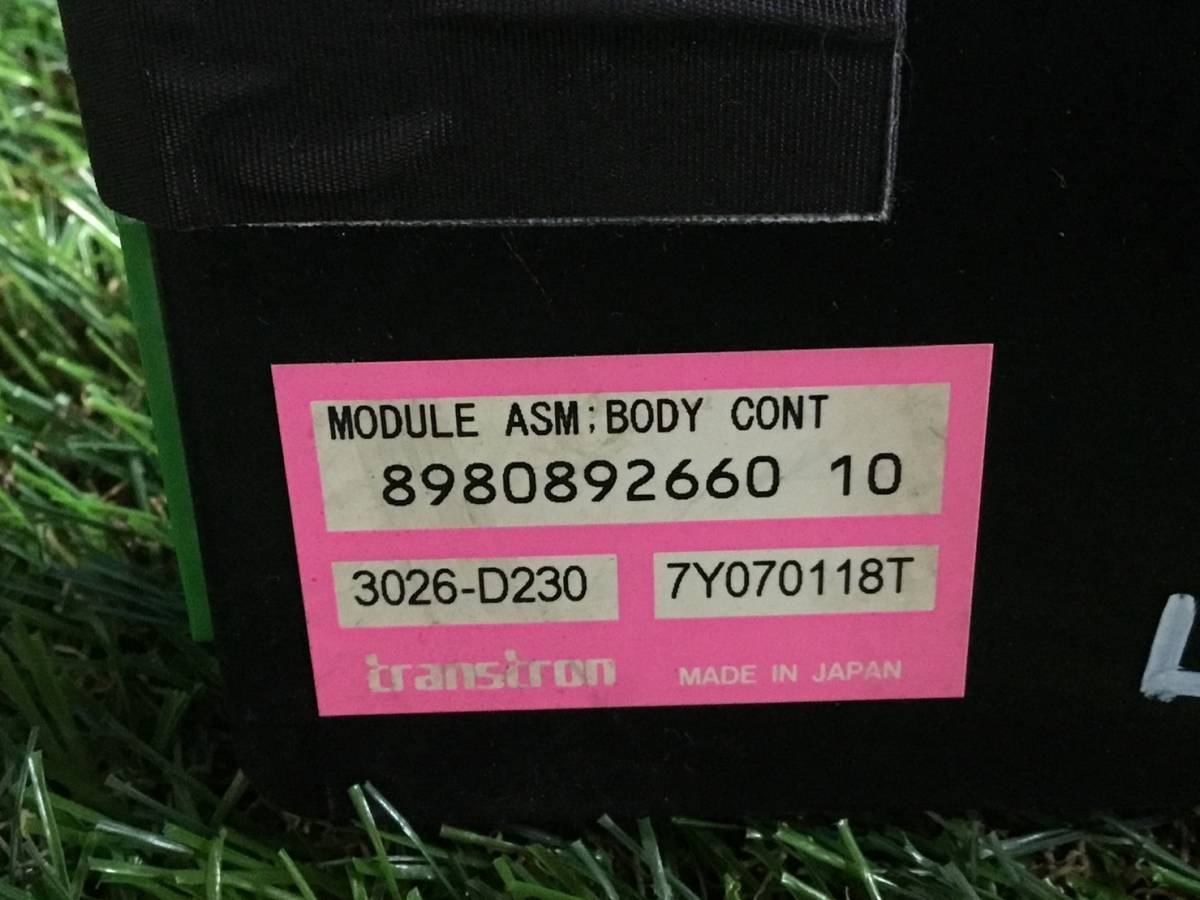 MODULE ASM;BODY CONT
8980892660 10
3026-D230 7Y070118T
transtron MADE IN JAPAN
L